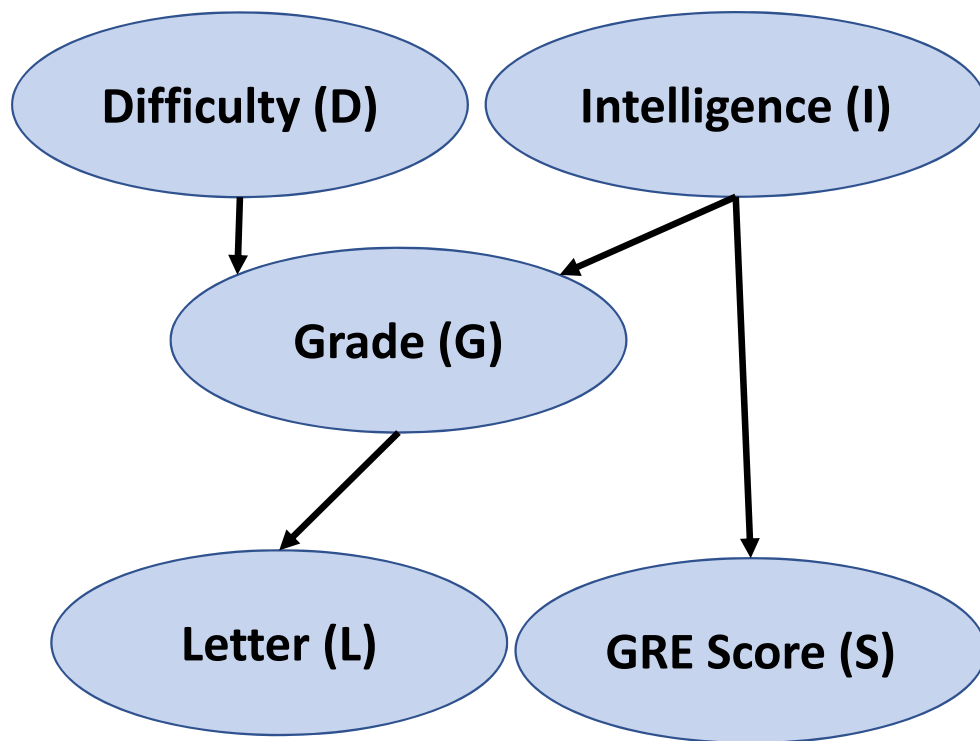 Difficulty (D)
Intelligence (I)
Grade (G)
Letter (L)
GRE Score (S)